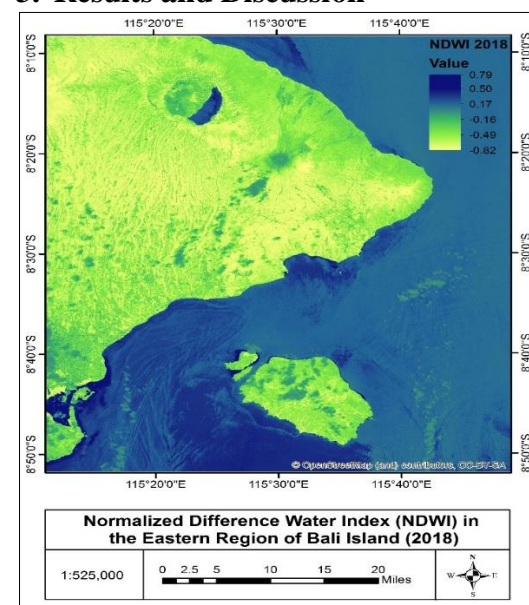 3. Results and Discussion
115°20'0"E 115°30'0"E 115°40'0"E
NDWI 2018
Value
0.79
0.50
0.17
-0.16
-0.49
-0.82
8°10'0"S 8°10'0"S
8°20'0"S 8°20'0"S
8°30'0"S 8°30'0"S
8°40'0"S 8°40'0"S
8°50'0"S 8°50'0"S
© OpenStreetMap (and) contributors, CC-BY-SA
115°20'0"E 115°30'0"E 115°40'0"E
Normalized Difference Water Index (NDWI) in
the Eastern Region of Bali Island (2018)
1:525,000
0 2.5 5 10 15 20
Miles
N
W E
S